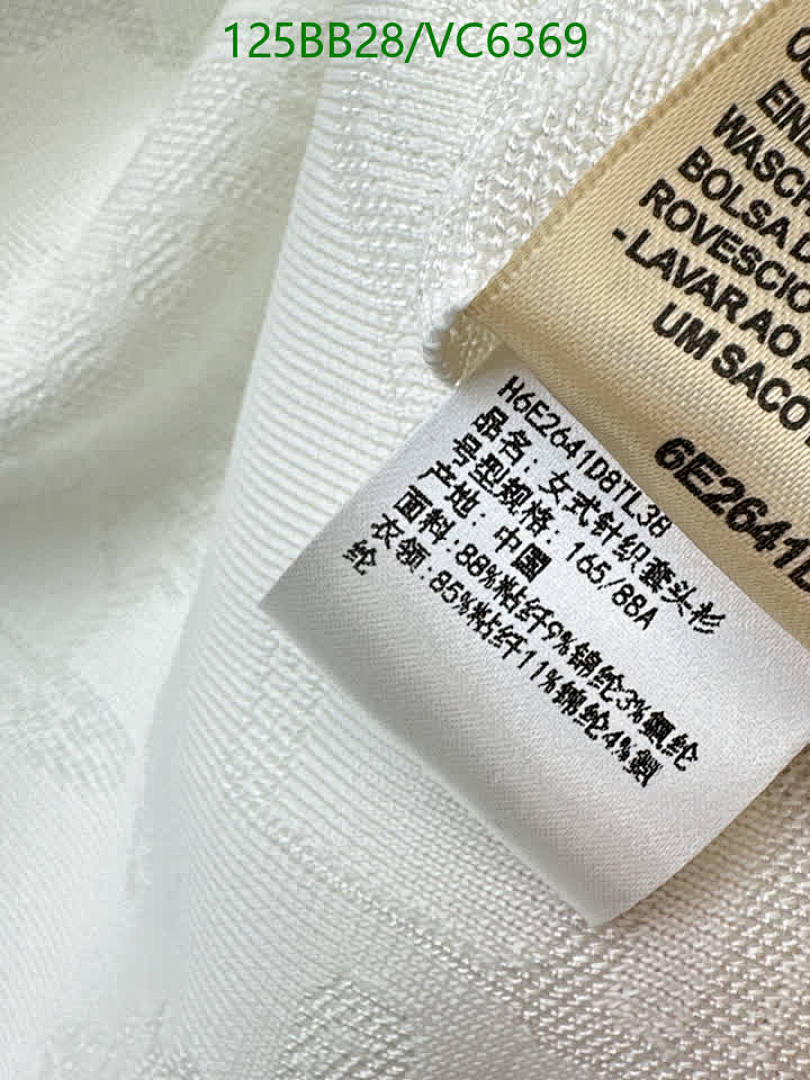 125BB28/VC6369
EIN
WASCH
BOLSA D
ROVESCIO
-LAVAR AO
UM SACO
6E2641
H6E2641D8TL38
品名：女式针织套头衫
号型规格：165/88A
产地：中國
面料：88%粘纤9%锦纶3%氨纶
衣领：85%粘纤11%锦纶4%氨
纶